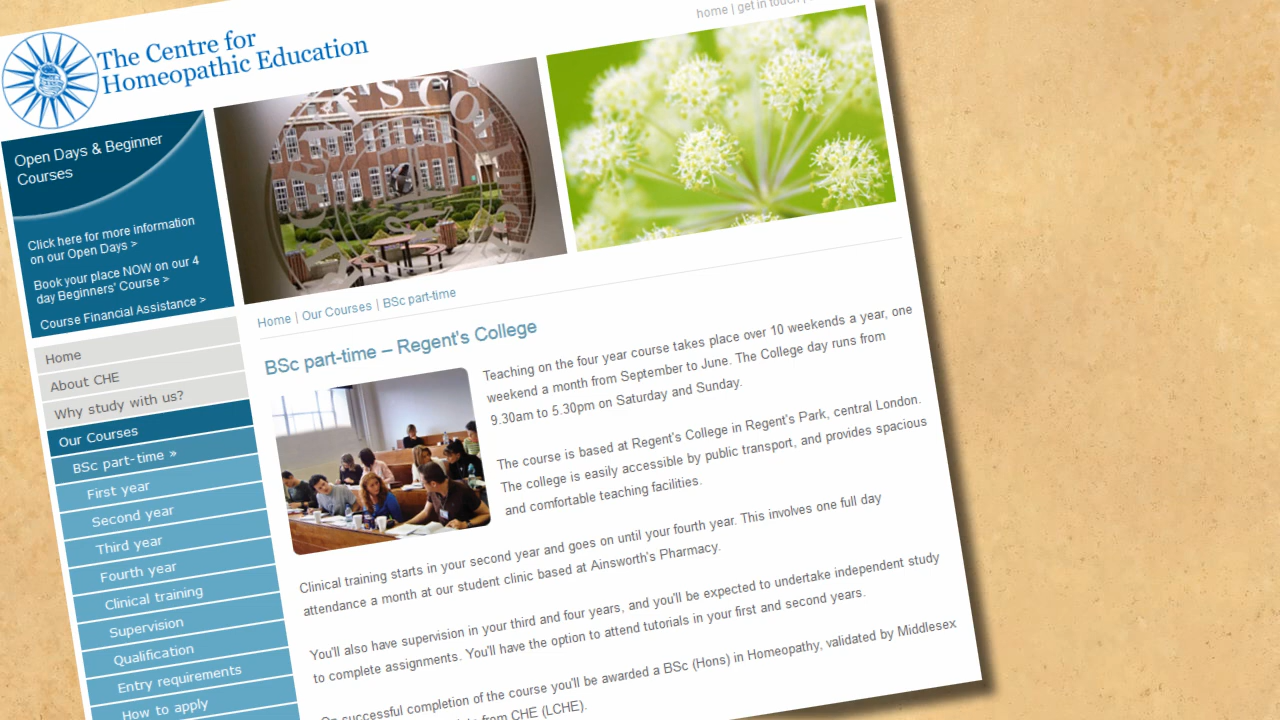 home | get in touch |
The Centre for
Homeopathic Education
Open Days & Beginner
Courses
Click here for more information
on our Open Days >
Book your place NOW on our 4
day Beginners' Course >
Course Financial Assistance >
Home
About CHE
Why study with us?
Our Courses
BSc part-time »
First year
Second year
Third year
Fourth year
Clinical training
Supervision
Qualification
Entry requirements
How to apply
Home | Our Courses | BSc part-time
BSc part-time – Regent's College
Teaching on the four year course takes place over 10 weekends a year, one
weekend a month from September to June. The College day runs from
9.30am to 5.30pm on Saturday and Sunday.
The course is based at Regent's College in Regent's Park, central London.
The college is easily accessible by public transport, and provides spacious
and comfortable teaching facilities.
Clinical training starts in your second year and goes on until your fourth year. This involves one full day
attendance a month at our student clinic based at Ainsworth's Pharmacy.
You'll also have supervision in your third and four years, and you'll be expected to undertake independent study
to complete assignments. You'll have the option to attend tutorials in your first and second years.
On successful completion of the course you'll be awarded a BSc (Hons) in Homeopathy, validated by Middlesex
from CHE (LCHE).